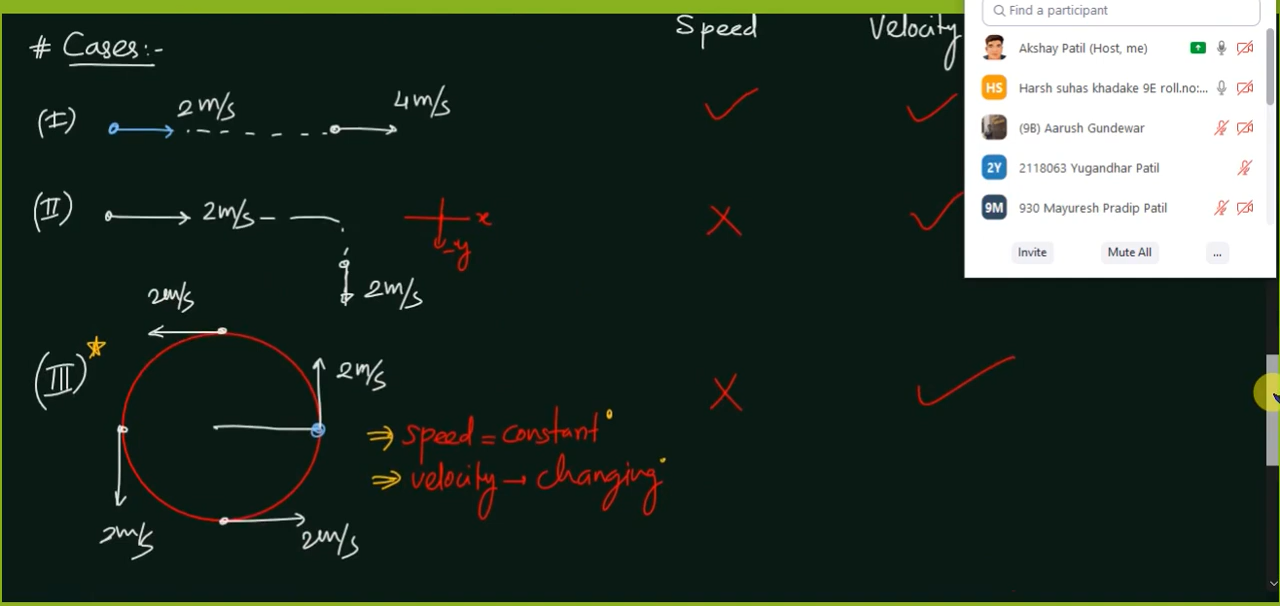 # Cases:-
Speed
Velocity
(I)
2m/s
4m/s
(II)
2m/s
x
-y
2m/s
(III)
2m/s
2m/s
⇒ speed = constant
⇒ velocity → changing
2m/s
2m/s
Find a participant
Akshay Patil (Host, me)
HS Harsh suhas khadake 9E roll.no:...
(9B) Aarush Gundewar
2Y 2118063 Yugandhar Patil
9M 930 Mayuresh Pradip Patil
Invite Mute All ...